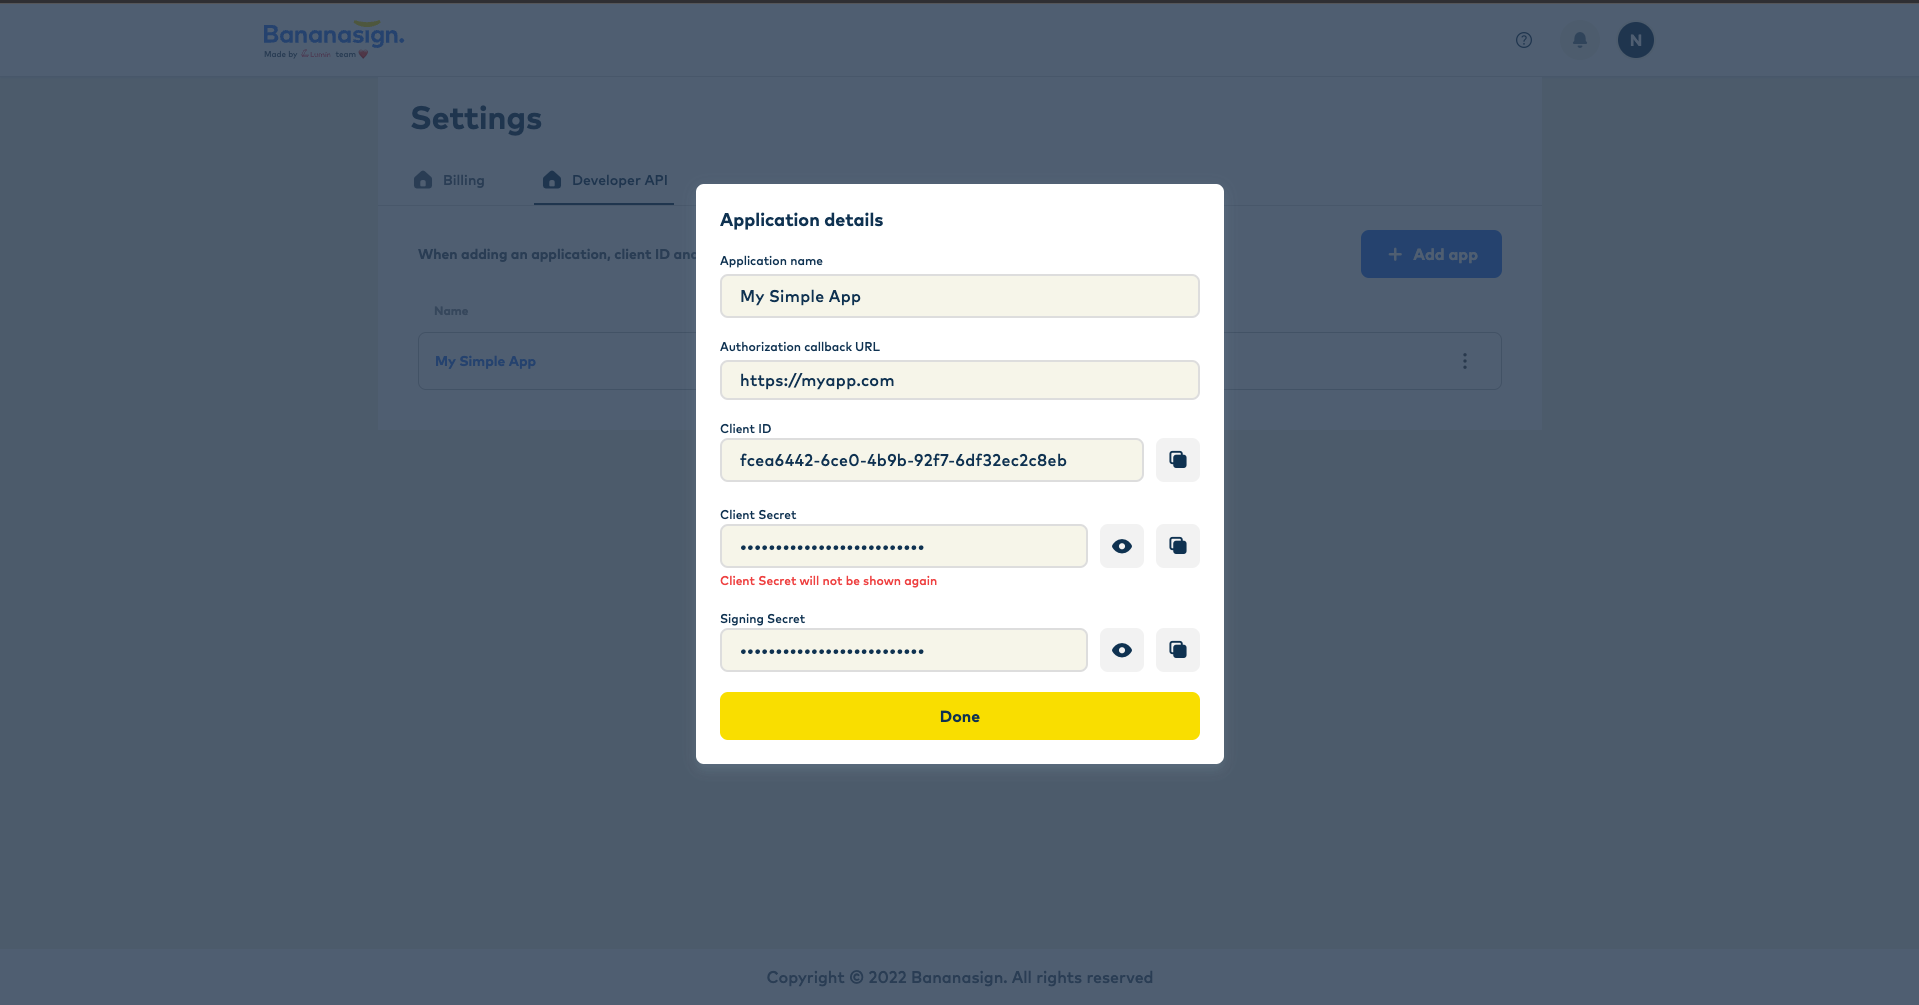 Bananasign.
Made by Lumin team
N
Settings
Billing
Developer API
When adding an application, client ID and
Add app
Name
My Simple App
Application details
Application name
My Simple App
Authorization callback URL
https://myapp.com
Client ID
fcea6442-6ce0-4b9b-92f7-6df32ec2c8eb
Client Secret
••••••••••••••••••••••••••
Client Secret will not be shown again
Signing Secret
••••••••••••••••••••••••••
Done
Copyright © 2022 Bananasign. All rights reserved